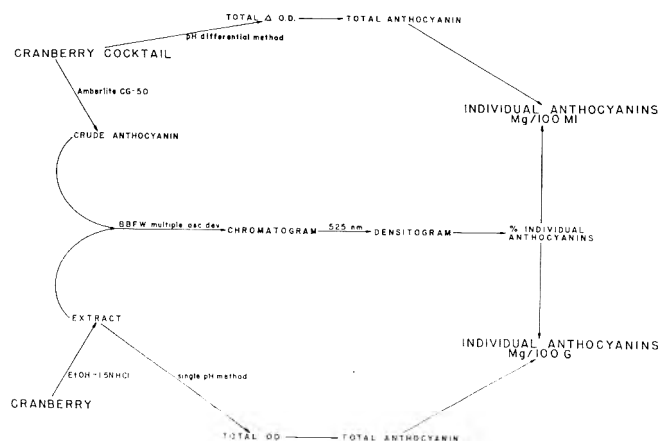 TOTAL Δ O.D.
TOTAL ANTHOCYANIN
pH differential method
CRANBERRY COCKTAIL
Amberlite CG-50
INDIVIDUAL ANTHOCYANINS
Mg/100 Ml
CRUDE ANTHOCYANIN
BBFW multiple asc dev.
CHROMATOGRAM
525 nm
DENSITOGRAM
% INDIVIDUAL
ANTHOCYANINS
EXTRACT
INDIVIDUAL ANTHOCYANINS
Mg/100 G
EtOH-1.5N HCl
single pH method
CRANBERRY
TOTAL OD
TOTAL ANTHOCYANIN